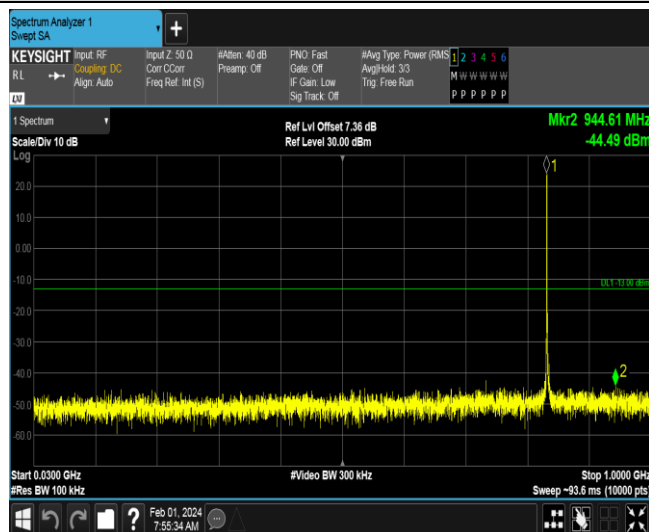 Spectrum Analyzer 1
Swept SA
+
KEYSIGHT
RL
LXI
Input: RF
Coupling: DC
Align: Auto
Input Z: 50 Ω
Corr CCorr
Freq Ref: Int (S)
#Atten: 40 dB
Preamp: Off
PNO: Fast
Gate: Off
IF Gain: Low
Sig Track: Off
#Avg Type: Power (RMS
Avg|Hold: 3/3
Trig: Free Run
1 2 3 4 5 6
M W W W W W
P P P P P P
1 Spectrum
Scale/Div 10 dB
Log
Ref Lvl Offset 7.36 dB
Ref Level 30.00 dBm
Mkr2 944.61 MHz
-44.49 dBm
1
20.0
10.0
0.00
-10.0
DL1 -13.00 dBm
-20.0
-30.0
-40.0
2
-50.0
-60.0
Start 0.0300 GHz
#Res BW 100 kHz
#Video BW 300 kHz
Stop 1.0000 GHz
Sweep ~93.6 ms (10000 pts)
?
Feb 01, 2024
7:55:34 AM